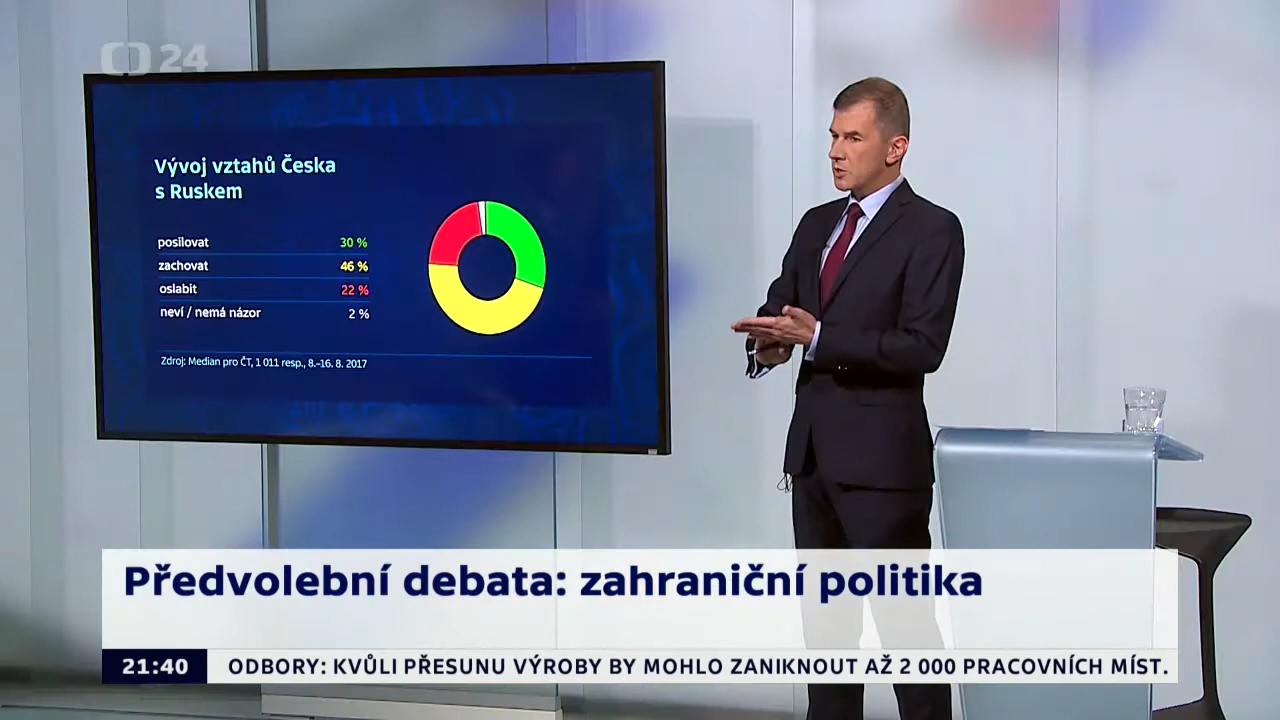 ČT 24
Vývoj vztahů Česka
s Ruskem
posilovat 30 %
zachovat 46 %
oslabit 22 %
neví / nemá názor 2 %
Zdroj: Median pro ČT, 1 011 resp., 8.–16. 8. 2017
Předvolební debata: zahraniční politika
21:40 ODBORY: KVŮLI PŘESUNU VÝROBY BY MOHLO ZANIKNOUT AŽ 2 000 PRACOVNÍCH MÍST.